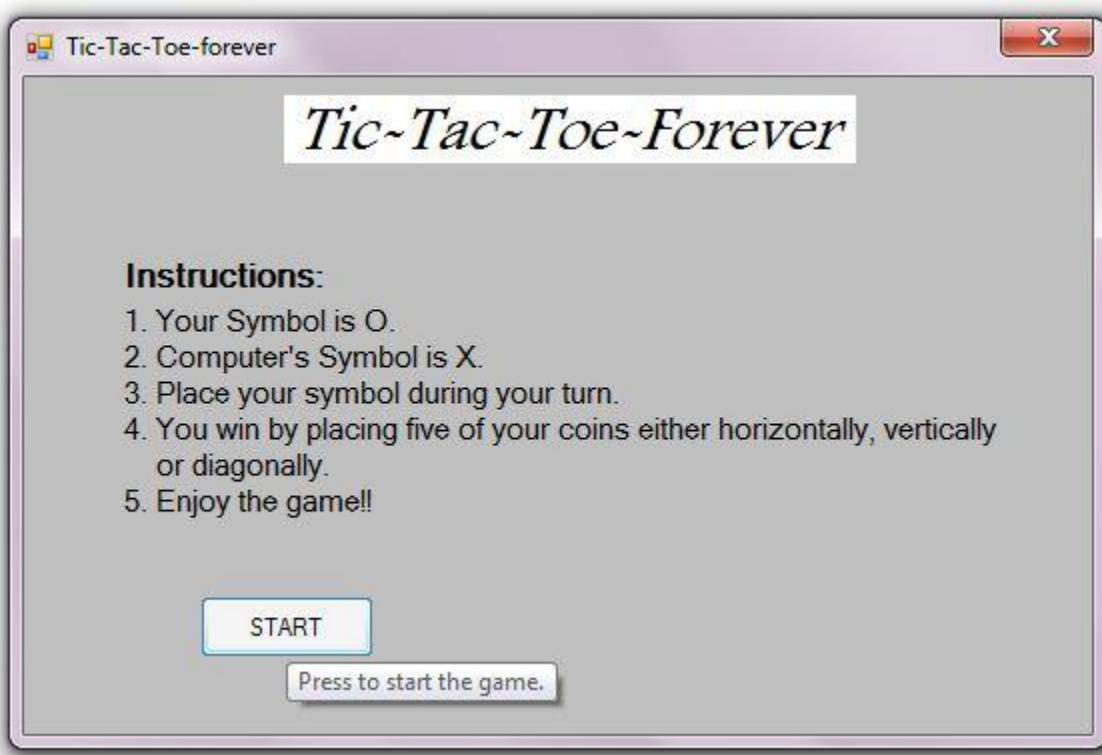 Tic-Tac-Toe-forever
x
Tic~Tac~Toe~Forever
Instructions:
1. Your Symbol is O.
2. Computer's Symbol is X.
3. Place your symbol during your turn.
4. You win by placing five of your coins either horizontally, vertically
or diagonally.
5. Enjoy the game!!
START
Press to start the game.